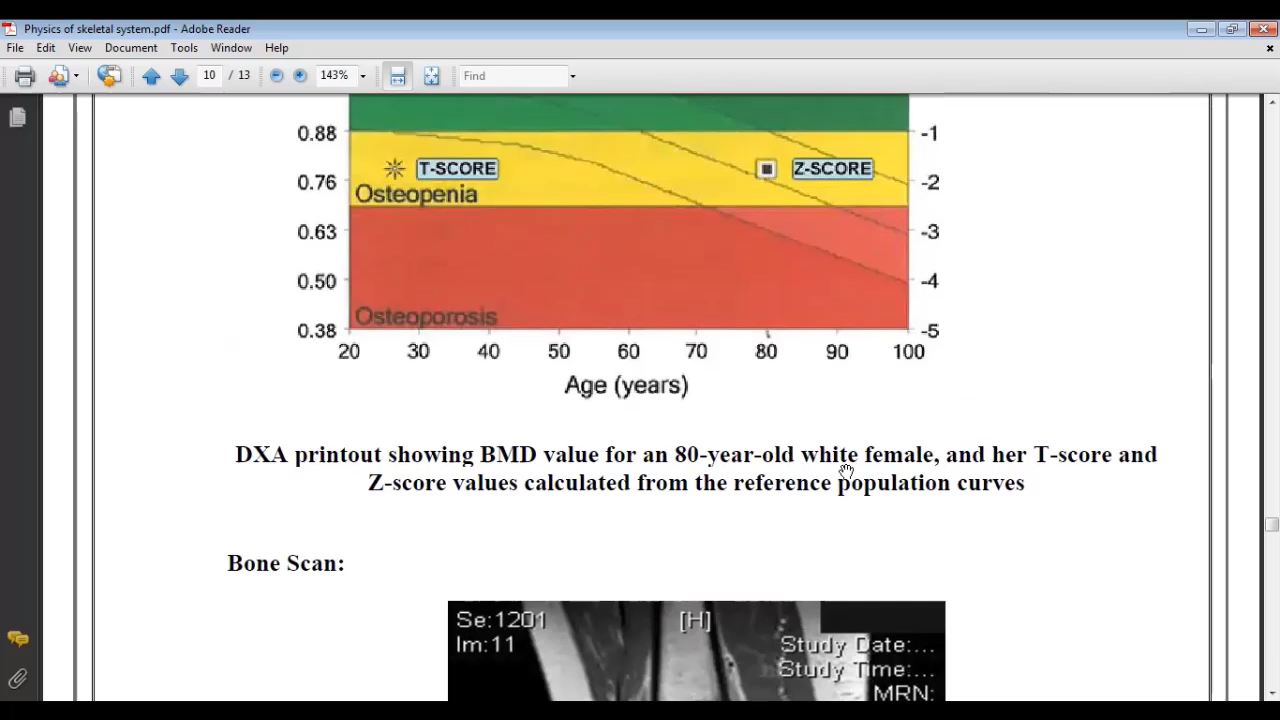 Physics of skeletal system.pdf - Adobe Reader
File Edit View Document Tools Window Help
10 / 13 143% Find
0.88 -1
T-SCORE Z-SCORE
0.76 -2
Osteopenia
0.63 -3
0.50 -4
Osteoporosis
0.38 -5
20 30 40 50 60 70 80 90 100
Age (years)
DXA printout showing BMD value for an 80-year-old white female, and her T-score and
Z-score values calculated from the reference population curves
Bone Scan:
Se:1201 [H]
Im:11 Study Date:...
Study Time:...
MRN: